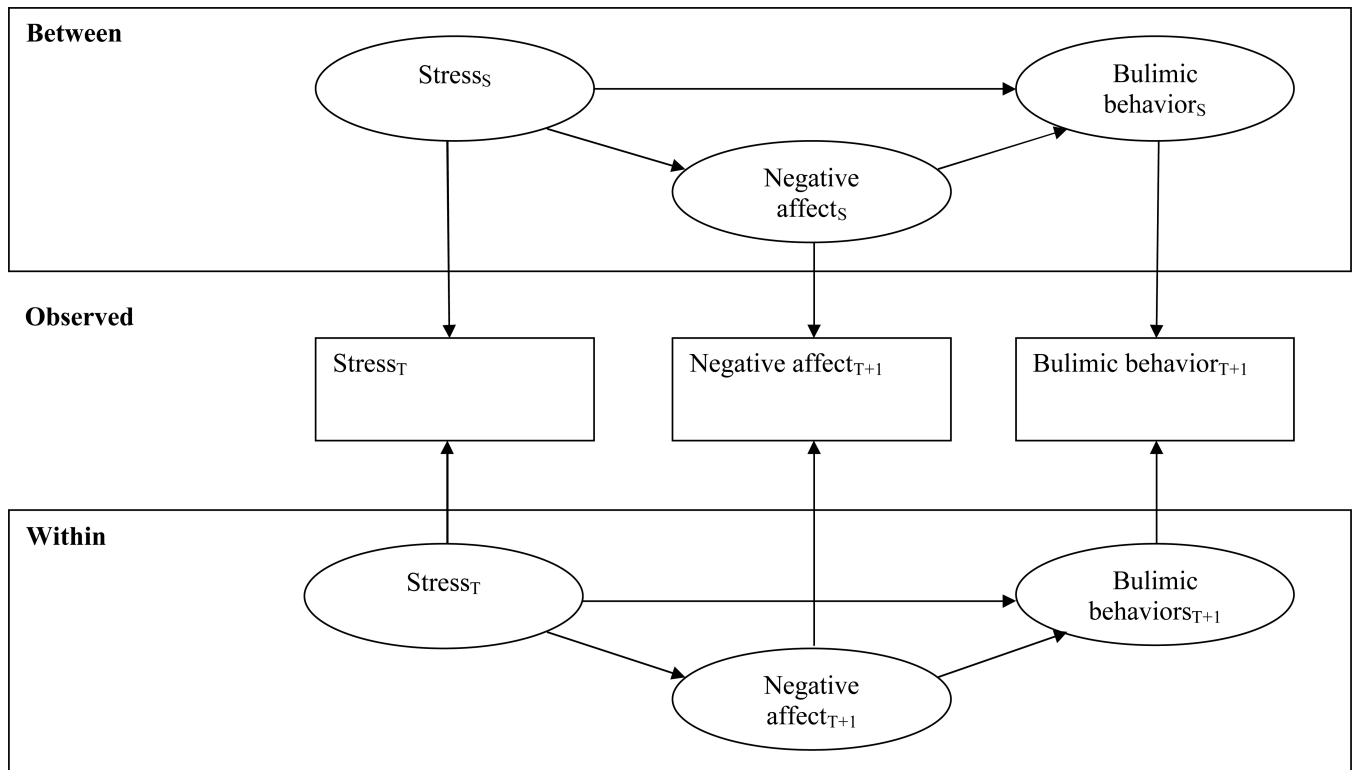 Between
StressS
Bulimic
behaviorS
Negative
affectS
Observed
StressT
Negative affectT+1
Bulimic behaviorT+1
Within
StressT
Bulimic
behaviorsT+1
Negative
affectT+1